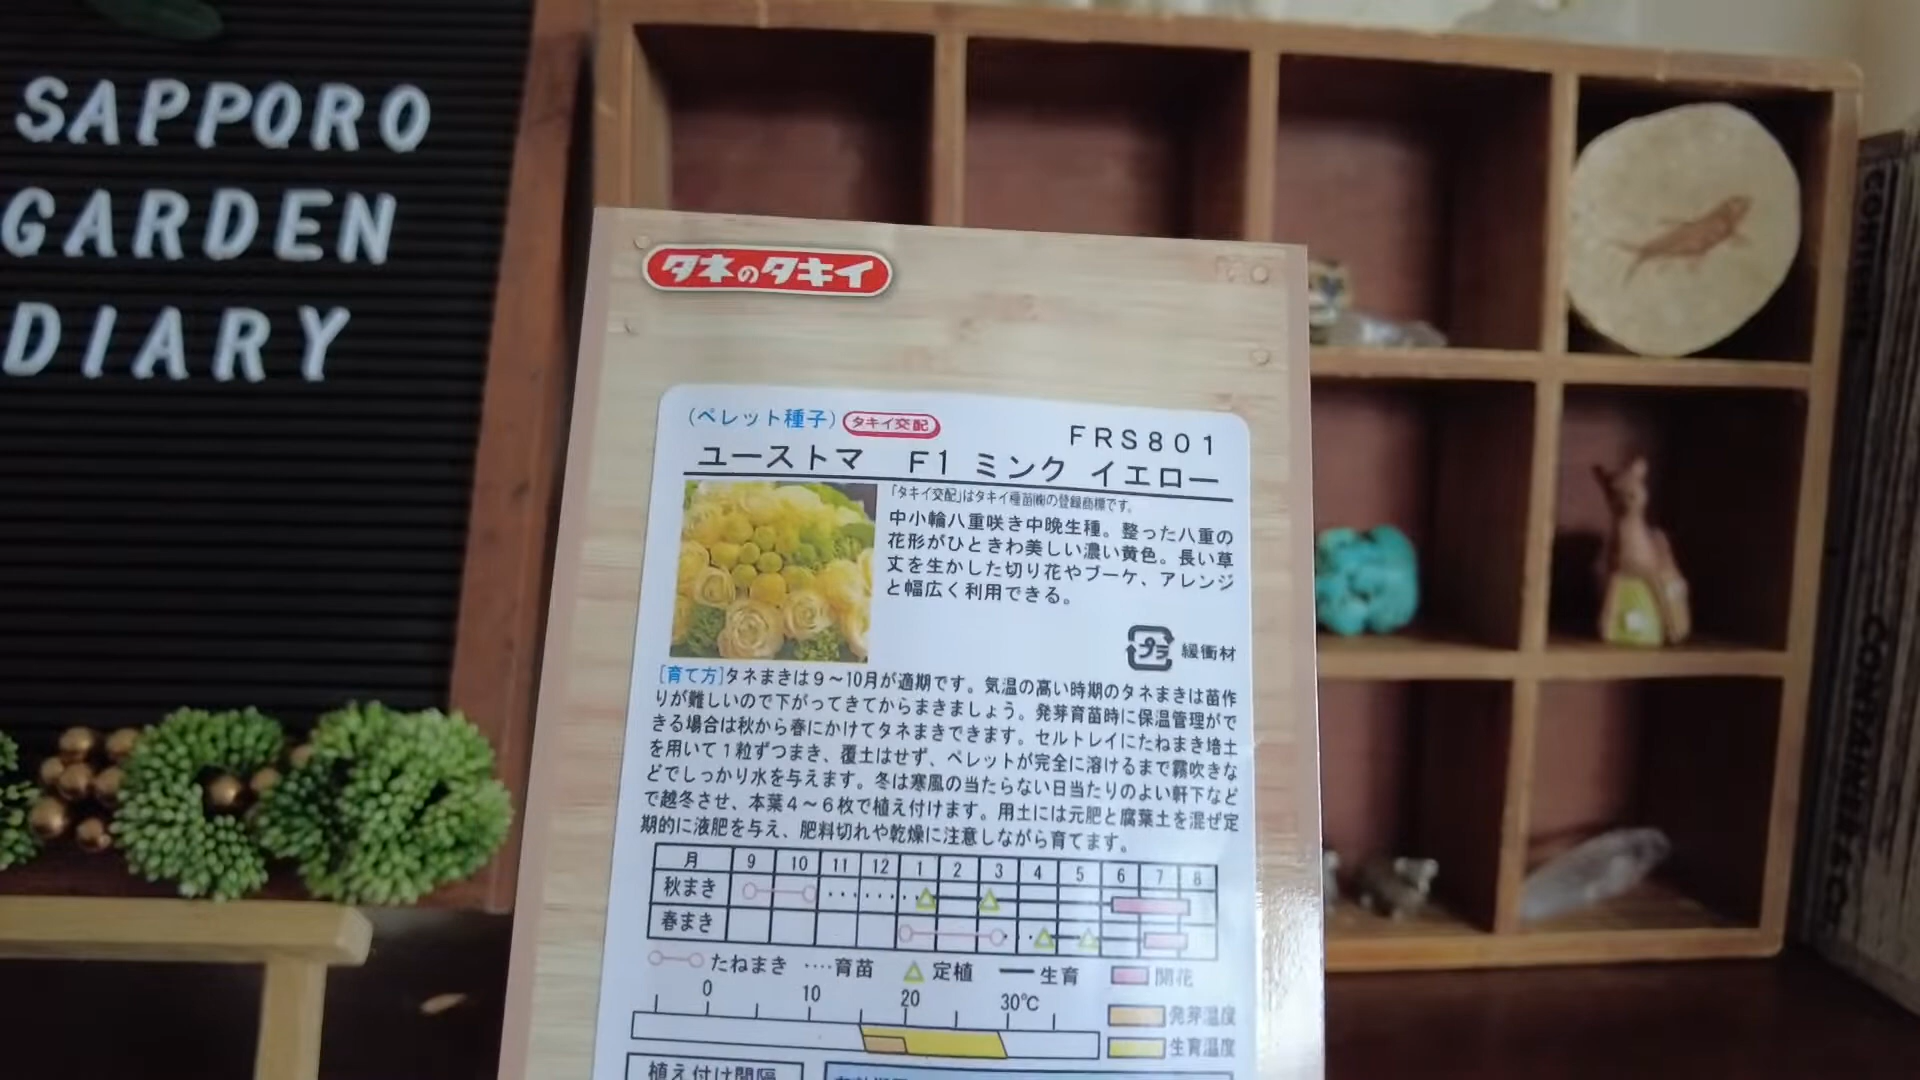 SAPPORO
GARDEN
DIARY
タネのタキイ
(ペレット種子) タキイ交配
FRS801
ユーストマ F1 ミンク イエロー
「タキイ交配」はタキイ種苗㈱の登録商標です。
中小輪八重咲き中晩生種。整った八重の
花形がひときわ美しい濃い黄色。長い草
丈を生かした切り花やブーケ、アレンジ
と幅広く利用できる。
プラ 緩衝材
[育て方]タネまきは9～10月が適期です。気温の高い時期のタネまきは苗作
りが難しいので下がってきてからまきましょう。発芽育苗時に保温管理がで
きる場合は秋から春にかけてタネまきできます。セルトレイにたねまき培土
を用いて1粒ずつまき、覆土はせず、ペレットが完全に溶けるまで霧吹きな
どでしっかり水を与えます。冬は寒風の当たらない日当たりのよい軒下など
で越冬させ、本葉4～6枚で植え付けます。用土には元肥と腐葉土を混ぜ定
期的に液肥を与え、肥料切れや乾燥に注意しながら育てます。
月 9 10 11 12 1 2 3 4 5 6 7 8
秋まき
春まき
たねまき ‥‥育苗 定植 生育 開花
0 10 20 30℃
発芽温度
生育温度
植え付け間隔